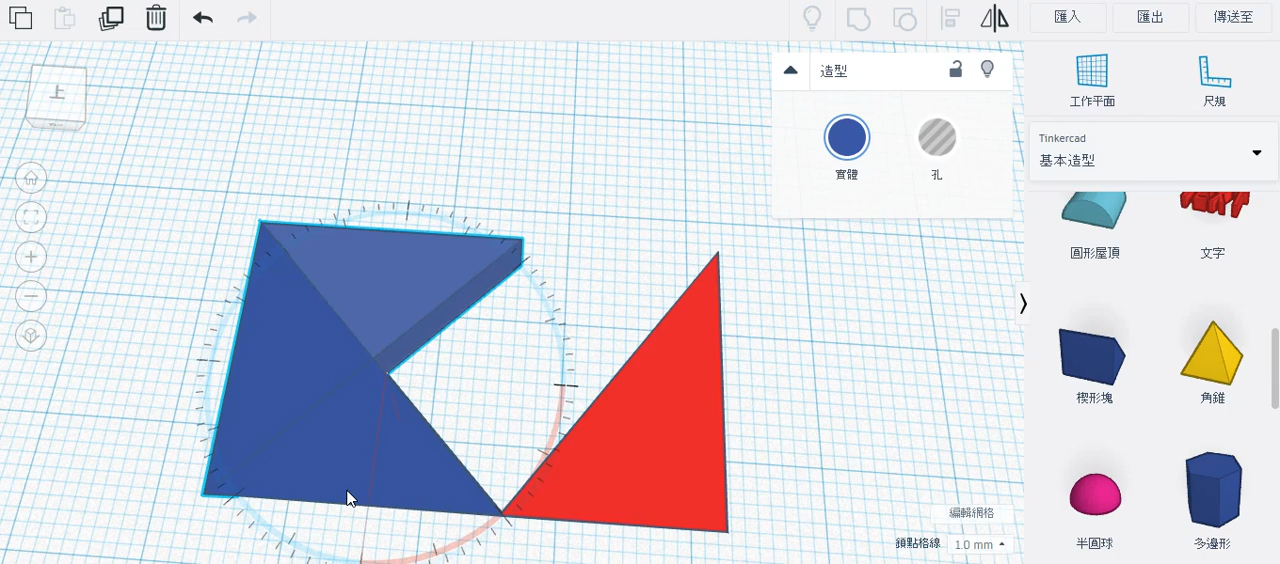 匯入
匯出
傳送至
上
造型
實體
孔
工作平面
尺規
Tinkercad
基本造型
圓形屋頂
文字
楔形塊
角錐
半圓球
多邊形
編輯網格
鎖點格線
1.0 mm